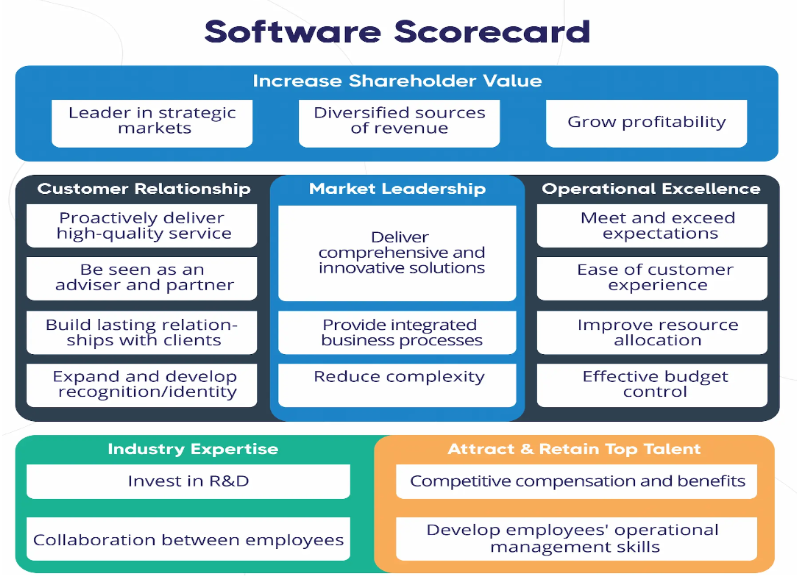 Software Scorecard
Increase Shareholder Value
Leader in strategic
markets
Diversified sources
of revenue
Grow profitability
Customer Relationship
Proactively deliver
high-quality service
Be seen as an
adviser and partner
Build lasting relation-
ships with clients
Expand and develop
recognition/identity
Market Leadership
Deliver
comprehensive and
innovative solutions
Provide integrated
business processes
Reduce complexity
Operational Excellence
Meet and exceed
expectations
Ease of customer
experience
Improve resource
allocation
Effective budget
control
Industry Expertise
Invest in R&D
Collaboration between employees
Attract & Retain Top Talent
Competitive compensation and benefits
Develop employees' operational
management skills